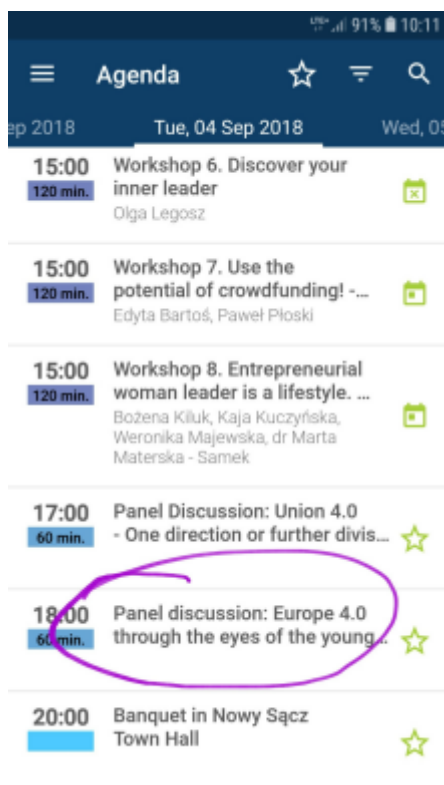 91% 10:11
Agenda
ep 2018 Tue, 04 Sep 2018 Wed, 05
15:00 Workshop 6. Discover your
120 min. inner leader
Olga Legosz
15:00 Workshop 7. Use the
120 min. potential of crowdfunding! -...
Edyta Bartoś, Paweł Płoski
15:00 Workshop 8. Entrepreneurial
120 min. woman leader is a lifestyle. ...
Bożena Kiluk, Kaja Kuczyńska,
Weronika Majewska, dr Marta
Materska - Samek
17:00 Panel Discussion: Union 4.0
60 min. - One direction or further divis...
18:00 Panel discussion: Europe 4.0
60 min. through the eyes of the young...
20:00 Banquet in Nowy Sącz
Town Hall